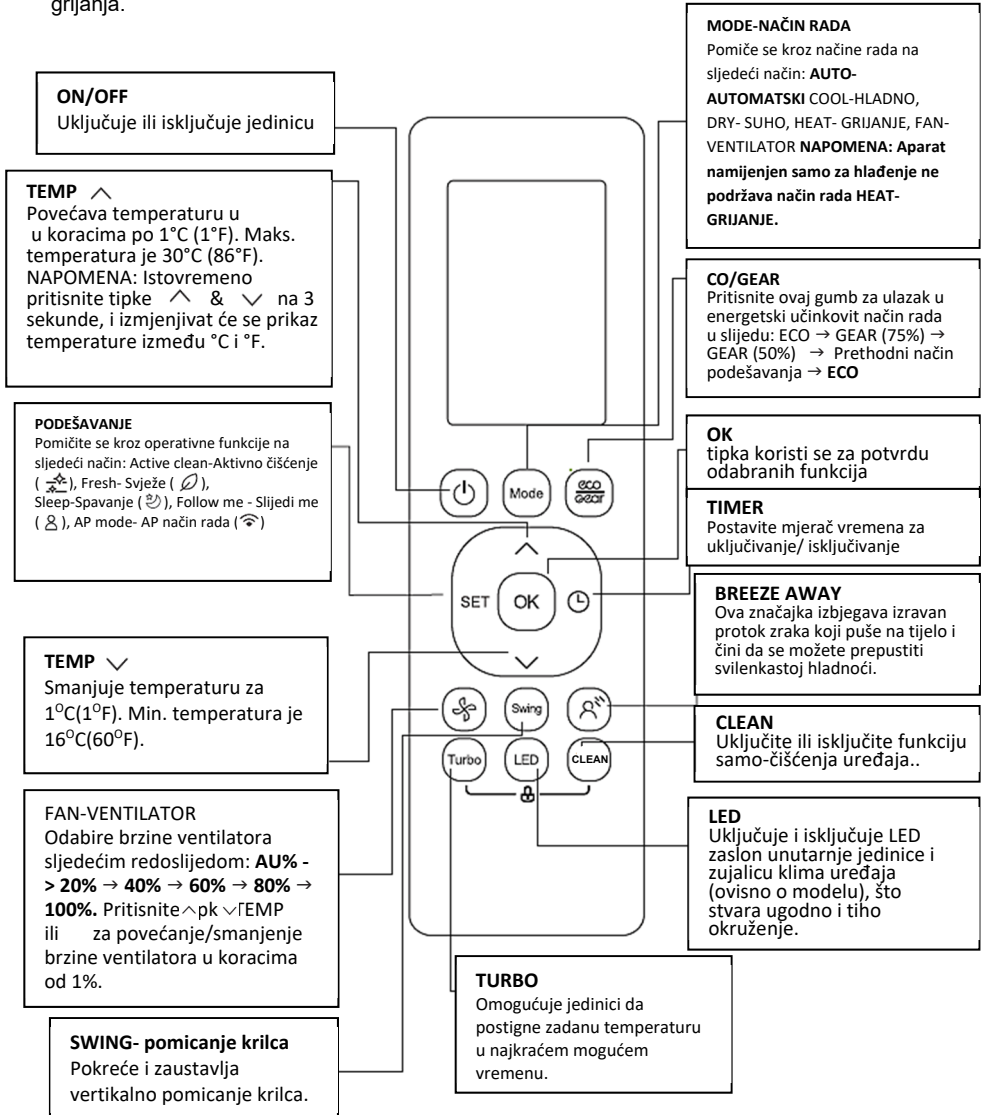 grijanja.
MODE-NAČIN RADA
Pomiče se kroz načine rada na
sljedeći način: AUTO-
AUTOMATSKI COOL-HLADNO,
DRY- SUHO, HEAT- GRIJANJE, FAN-
VENTILATOR NAPOMENA: Aparat
namijenjen samo za hlađenje ne
podržava način rada HEAT-
GRIJANJE.
ON/OFF
Uključuje ili isključuje jedinicu
TEMP
Povećava temperaturu u
u koracima po 1°C (1°F). Maks.
temperatura je 30°C (86°F).
NAPOMENA: Istovremeno
pritisnite tipke & na 3
sekunde, i izmjenjivat će se prikaz
temperature između °C i °F.
CO/GEAR
Pritisnite ovaj gumb za ulazak u
energetski učinkovit način rada
u slijedu: ECO → GEAR (75%) →
GEAR (50%) → Prethodni način
podešavanja → ECO
PODEŠAVANJE
Pomičite se kroz operativne funkcije na
sljedeći način: Active clean-Aktivno čišćenje
( ), Fresh- Svježe ( ),
Sleep-Spavanje ( ), Follow me - Slijedi me
( ), AP mode- AP način rada ( )
OK
tipka koristi se za potvrdu
odabranih funkcija
TIMER
Postavite mjerač vremena za
uključivanje/ isključivanje
BREEZE AWAY
Ova značajka izbjegava izravan
protok zraka koji puše na tijelo i
čini da se možete prepustiti
svilenkastoj hladnoći.
TEMP
Smanjuje temperaturu za
1°C(1°F). Min. temperatura je
16°C(60°F).
CLEAN
Uključite ili isključite funkciju
samo-čišćenja uređaja..
FAN-VENTILATOR
Odabire brzine ventilatora
sljedećim redoslijedom: AU% -
> 20% → 40% → 60% → 80% →
100%. Pritisnite pk TEMP
ili za povećanje/smanjenje
brzine ventilatora u koracima
od 1%.
LED
Uključuje i isključuje LED
zaslon unutarnje jedinice i
zujalicu klima uređaja
(ovisno o modelu), što
stvara ugodno i tiho
okruženje.
TURBO
Omogućuje jedinici da
postigne zadanu temperaturu
u najkraćem mogućem
vremenu.
SWING- pomicanje krilca
Pokreće i zaustavlja
vertikalno pomicanje krilca.
Mode
eco
Gear
SET
OK
Swing
Turbo
LED
CLEAN